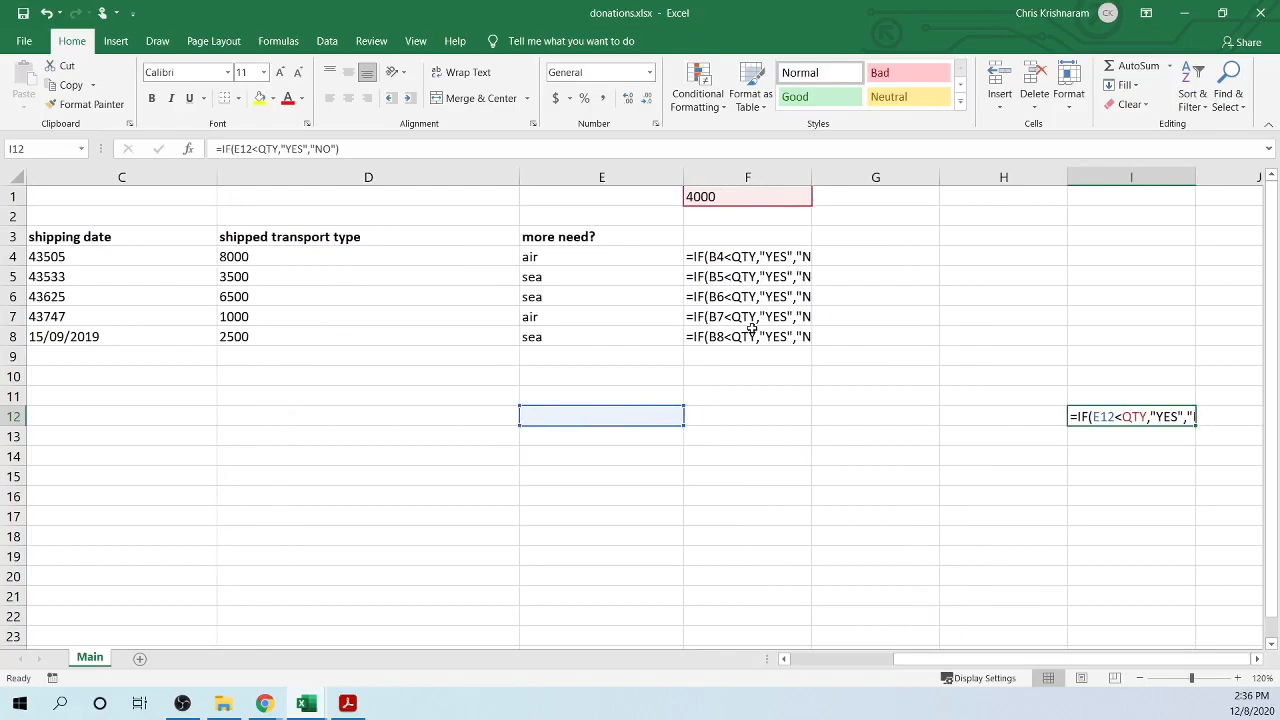 donations.xlsx - Excel
Chris Krishnaram CK
File Home Insert Draw Page Layout Formulas Data Review View Help Tell me what you want to do Share
Paste Cut Copy Format Painter Clipboard
Calibri 11 A A B I U A Font
Wrap Text Merge & Center Alignment
General $ % , Number
Conditional Formatting Format as Table Normal Bad Good Neutral Styles
Insert Delete Format Cells
AutoSum Fill Clear Sort & Filter Find & Select Editing
I12 fx =IF(E12<QTY,"YES","NO")
C D E F G H I J
1 4000
2
3 shipping date shipped transport type more need?
4 43505 8000 air =IF(B4<QTY,"YES","N
5 43533 3500 sea =IF(B5<QTY,"YES","N
6 43625 6500 sea =IF(B6<QTY,"YES","N
7 43747 1000 air =IF(B7<QTY,"YES","N
8 15/09/2019 2500 sea =IF(B8<QTY,"YES","N
9
10
11
12 =IF(E12<QTY,"YES","
13
14
15
16
17
18
19
20
21
22
23
Main
Ready Display Settings 120%
2:36 PM
12/8/2020